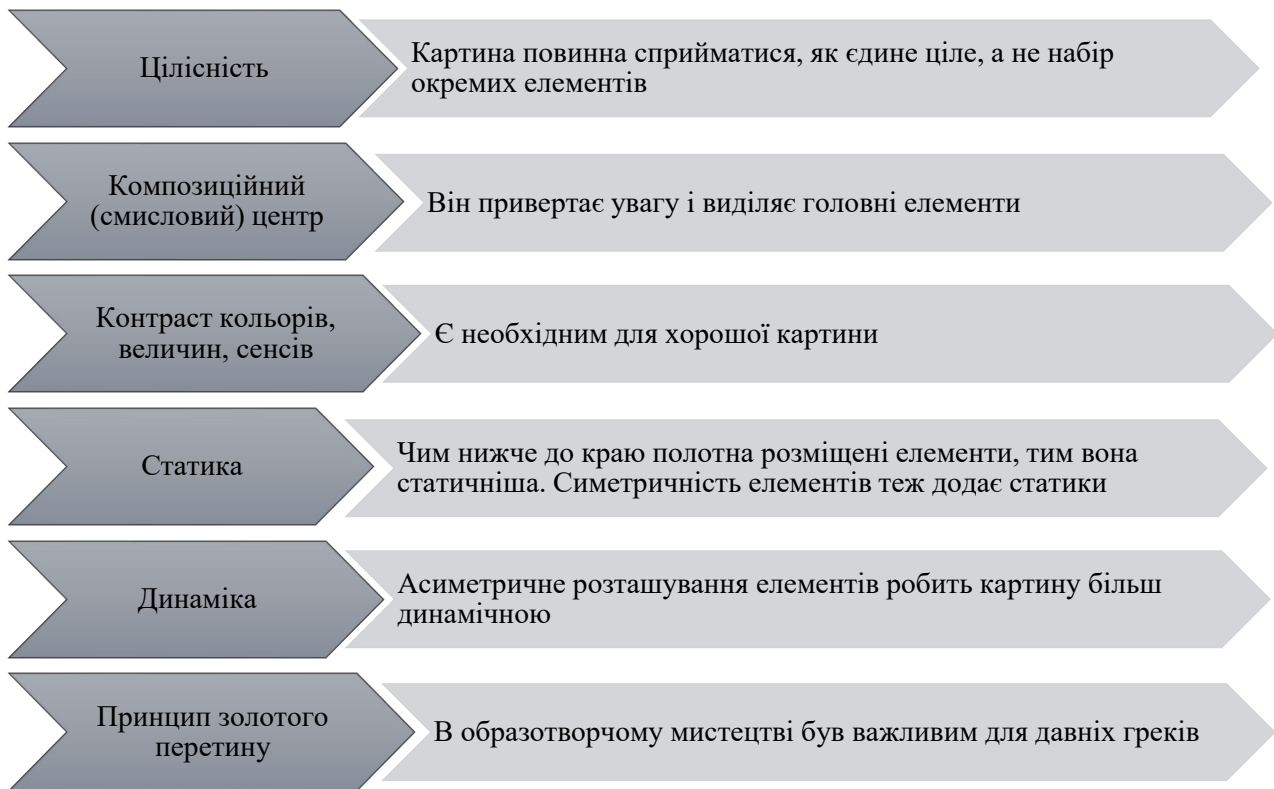 Цілісність
Картина повинна сприйматися, як єдине ціле, а не набір
окремих елементів
Композиційний
(смисловий) центр
Він привертає увагу і виділяє головні елементи
Контраст кольорів,
величин, сенсів
Є необхідним для хорошої картини
Статика
Чим нижче до краю полотна розміщені елементи, тим вона
статичніша. Симетричність елементів теж додає статики
Динаміка
Асиметричне розташування елементів робить картину більш
динамічною
Принцип золотого
перетину
В образотворчому мистецтві був важливим для давніх греків